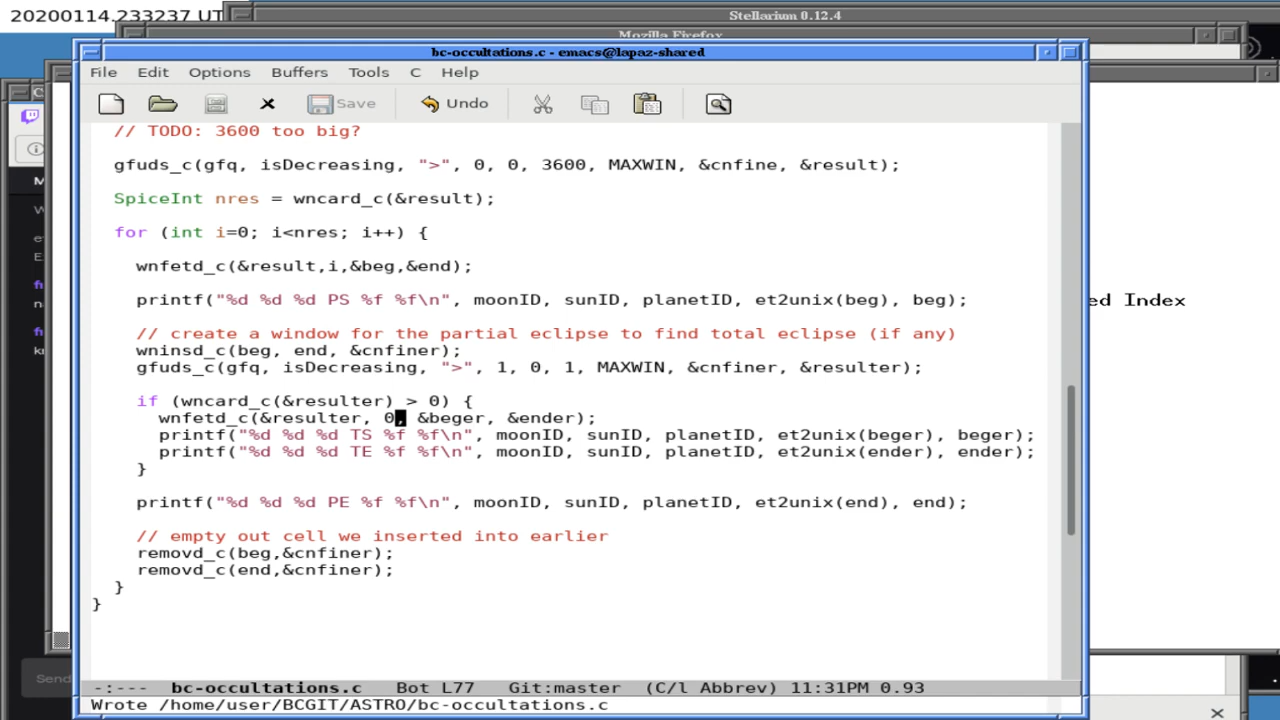 20200114.233237 UT
Stellarium 0.12.4
Mozilla Firefox
bc-occultations.c - emacs@lapaz-shared
File Edit Options Buffers Tools C Help
Save Undo
// TODO: 3600 too big?
gfuds_c(gfq, isDecreasing, ">", 0, 0, 3600, MAXWIN, &cnfine, &result);
SpiceInt nres = wncard_c(&result);
for (int i=0; i<nres; i++) {
wnfetd_c(&result,i,&beg,&end);
printf("%d %d %d PS %f %f\n", moonID, sunID, planetID, et2unix(beg), beg);
// create a window for the partial eclipse to find total eclipse (if any)
wninsd_c(beg, end, &cnfiner);
gfuds_c(gfq, isDecreasing, ">", 1, 0, 1, MAXWIN, &cnfiner, &resulter);
if (wncard_c(&resulter) > 0) {
wnfetd_c(&resulter, 0, &beger, &ender);
printf("%d %d %d TS %f %f\n", moonID, sunID, planetID, et2unix(beger), beger);
printf("%d %d %d TE %f %f\n", moonID, sunID, planetID, et2unix(ender), ender);
}
printf("%d %d %d PE %f %f\n", moonID, sunID, planetID, et2unix(end), end);
// empty out cell we inserted into earlier
removd_c(beg,&cnfiner);
removd_c(end,&cnfiner);
}
}
ed Index
Send
-:--- bc-occultations.c Bot L77 Git:master (C/l Abbrev) 11:31PM 0.93
Wrote /home/user/BCGIT/ASTRO/bc-occultations.c